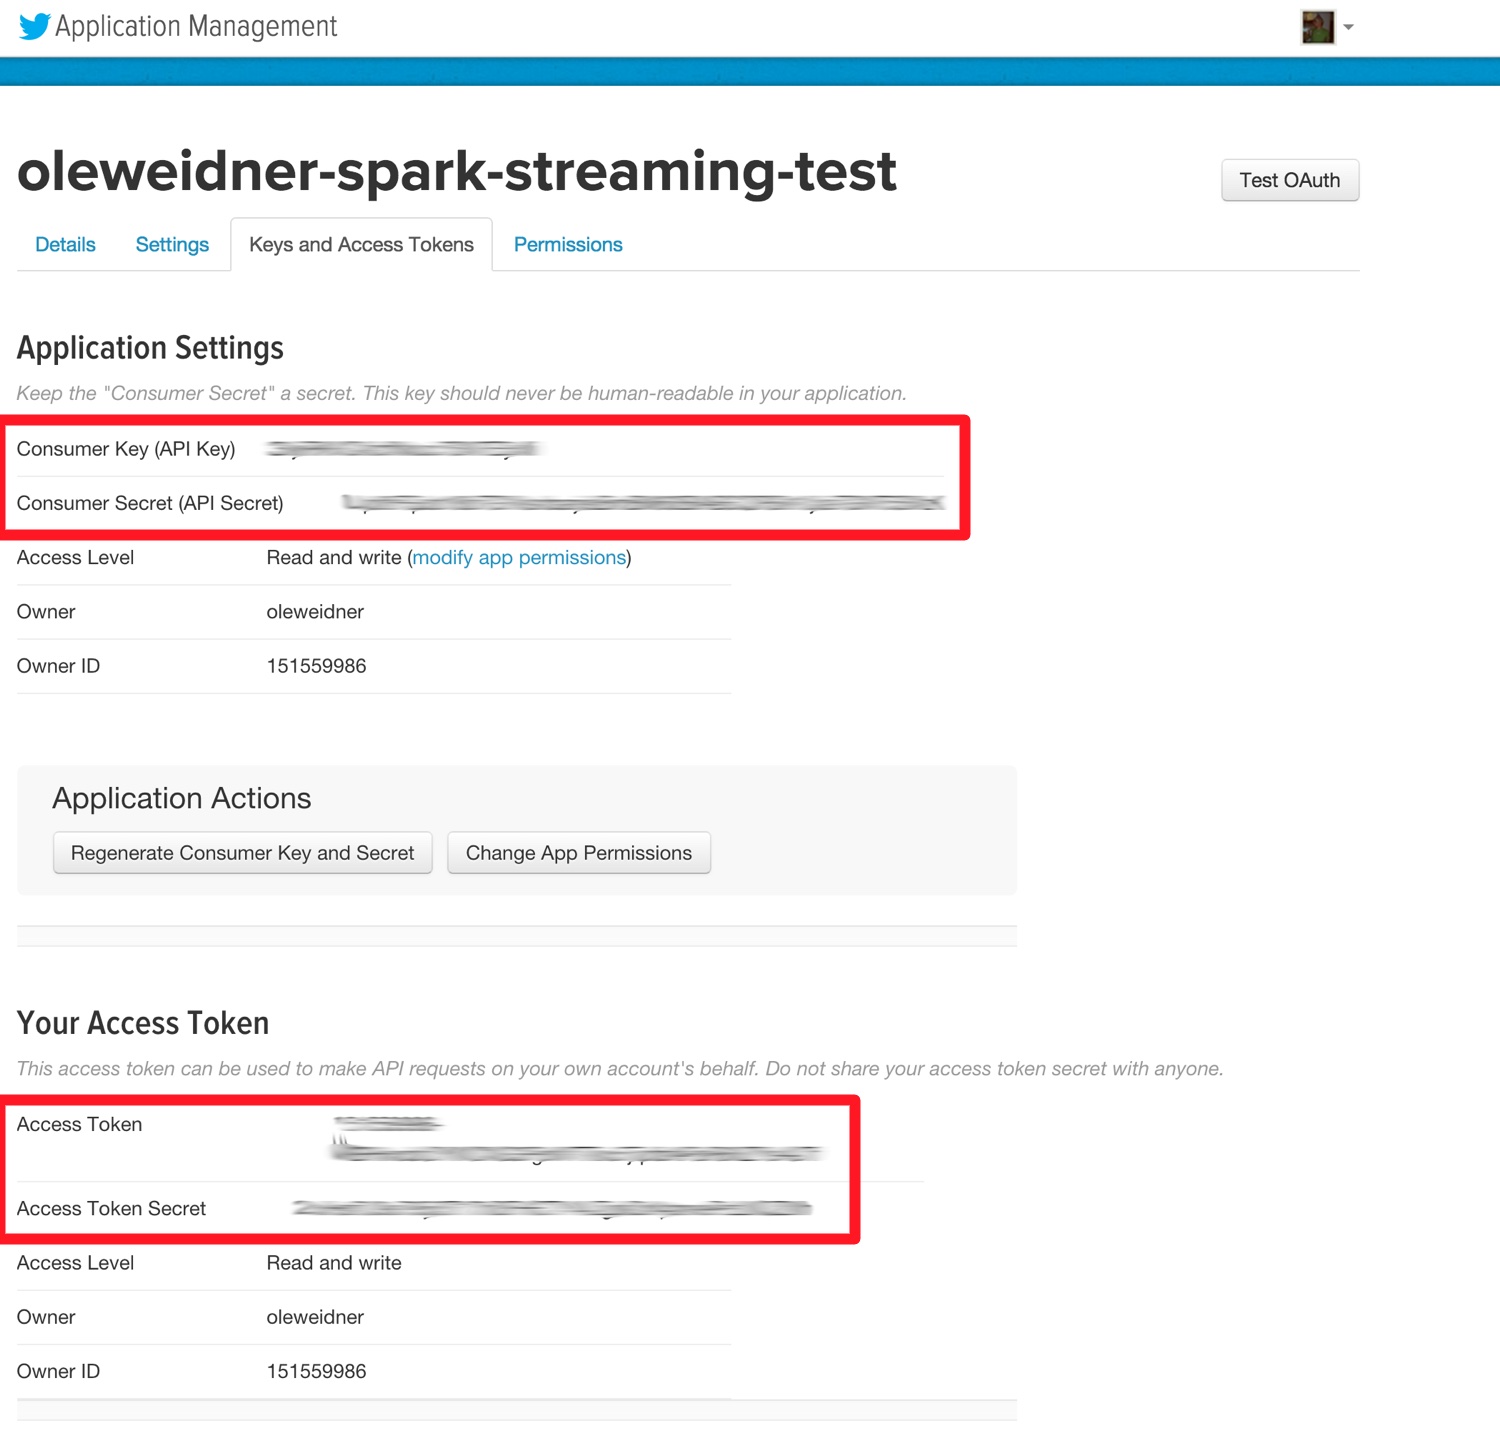 Application Management
oleweidner-spark-streaming-test
Test OAuth
Details Settings Keys and Access Tokens Permissions
Application Settings
Keep the "Consumer Secret" a secret. This key should never be human-readable in your application.
Consumer Key (API Key)
Consumer Secret (API Secret)
Access Level Read and write (modify app permissions)
Owner oleweidner
Owner ID 151559986
Application Actions
Regenerate Consumer Key and Secret Change App Permissions
Your Access Token
This access token can be used to make API requests on your own account's behalf. Do not share your access token secret with anyone.
Access Token
Access Token Secret
Access Level Read and write
Owner oleweidner
Owner ID 151559986